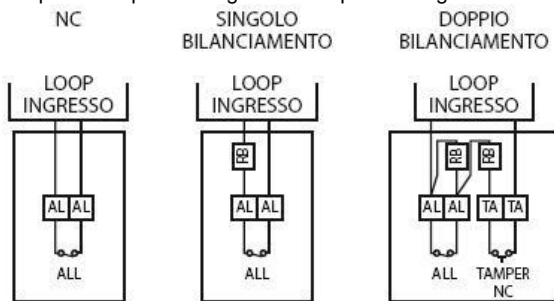 NC
SINGOLO
BILANCIAMENTO
DOPPIO
BILANCIAMENTO
LOOP
INGRESSO
LOOP
INGRESSO
LOOP
INGRESSO
RB
RB
RB
AL AL
AL AL
AL AL
TA TA
ALL
ALL
ALL
TAMPER
NC